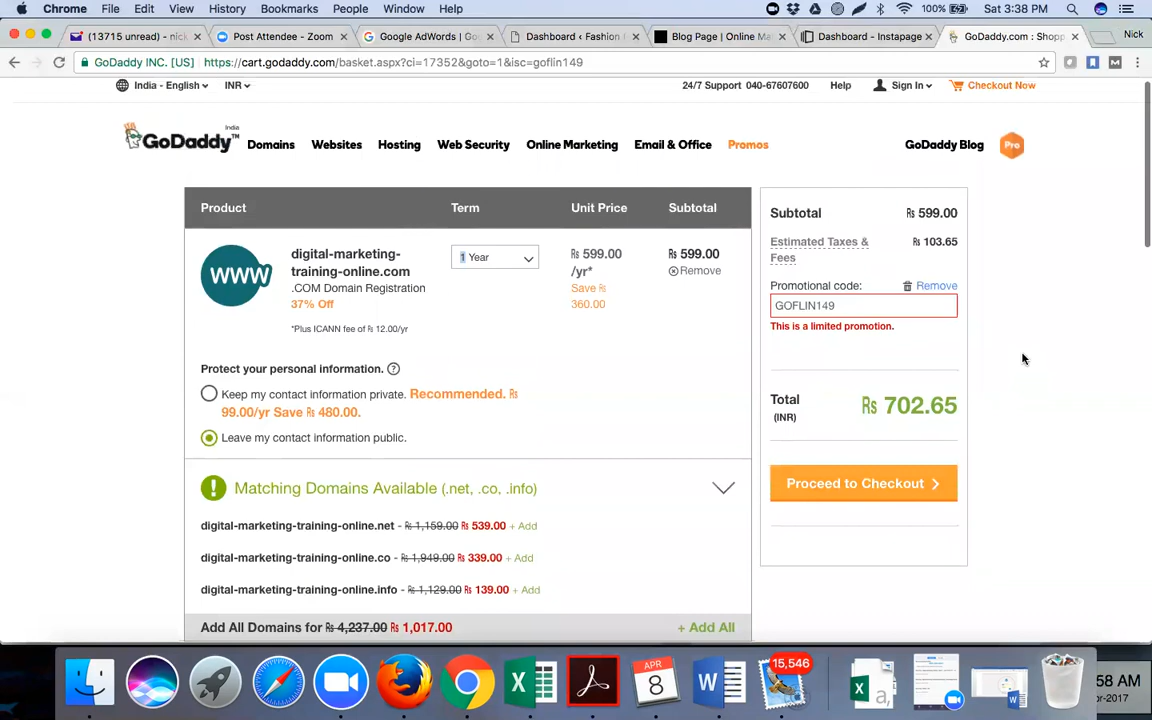 Chrome File Edit View History Bookmarks People Window Help 100% Sat 3:38 PM
(13715 unread) - nick
Post Attendee - Zoom
Google AdWords | Go
Dashboard ‹ Fashion
Blog Page | Online Ma
Dashboard - Instapage
GoDaddy.com : Shopp
Nick
GoDaddy INC. [US] https://cart.godaddy.com/basket.aspx?ci=17352&goto=1&isc=goflin149
India - English INR 24/7 Support 040-67607600 Help Sign In Checkout Now
India
GoDaddy™ Domains Websites Hosting Web Security Online Marketing Email & Office Promos GoDaddy Blog Pro
Product Term Unit Price Subtotal
WWW
digital-marketing-
training-online.com
.COM Domain Registration
37% Off
*Plus ICANN fee of ₨ 12.00/yr
1 Year
₨ 599.00
/yr*
Save ₨
360.00
₨ 599.00
Remove
Protect your personal information. ?
Keep my contact information private. Recommended. ₨
99.00/yr Save ₨ 480.00.
Leave my contact information public.
! Matching Domains Available (.net, .co, .info)
digital-marketing-training-online.net - ₨ 1,159.00 ₨ 539.00 + Add
digital-marketing-training-online.co - ₨ 1,949.00 ₨ 339.00 + Add
digital-marketing-training-online.info - ₨ 1,129.00 ₨ 139.00 + Add
Add All Domains for ₨ 4,237.00 ₨ 1,017.00 + Add All
Subtotal ₨ 599.00
Estimated Taxes & ₨ 103.65
Fees
Promotional code: Remove
GOFLIN149
This is a limited promotion.
Total ₨ 702.65
(INR)
Proceed to Checkout
APR
8
15,546
W
X
a,
W
:58 AM
pr-2017